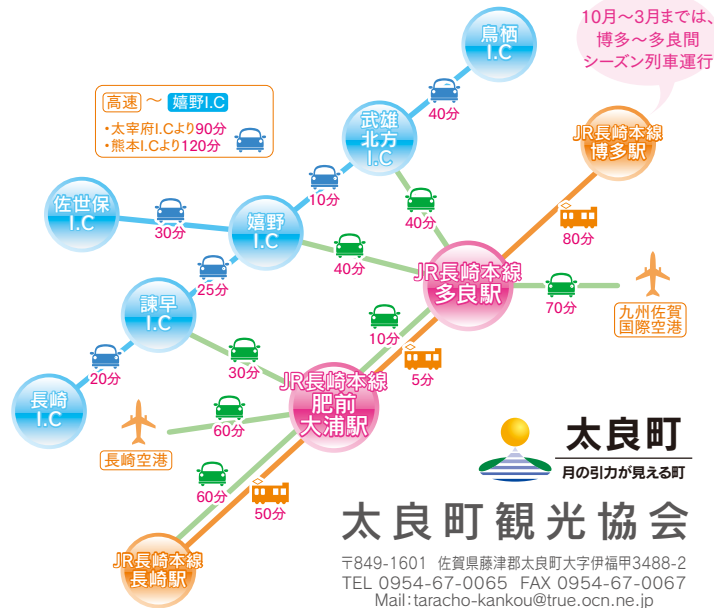 10月～3月までは、
博多～多良間
シーズン列車運行
鳥栖
I.C
高速 ～ 嬉野I.C
・太宰府I.Cより90分
・熊本I.Cより120分
40分
武雄
北方
I.C
JR長崎本線
博多駅
10分
佐世保
I.C
30分
嬉野
I.C
40分
40分
80分
25分
JR長崎本線
多良駅
70分
九州佐賀
国際空港
諫早
I.C
10分
5分
30分
20分
長崎
I.C
JR長崎本線
肥前
大浦駅
60分
長崎空港
60分
50分
JR長崎本線
長崎駅
太良町
月の引力が見える町
太良町観光協会
〒849-1601 佐賀県藤津郡太良町大字伊福甲3488-2
TEL 0954-67-0065 FAX 0954-67-0067
Mail:taracho-kankou@true.ocn.ne.jp